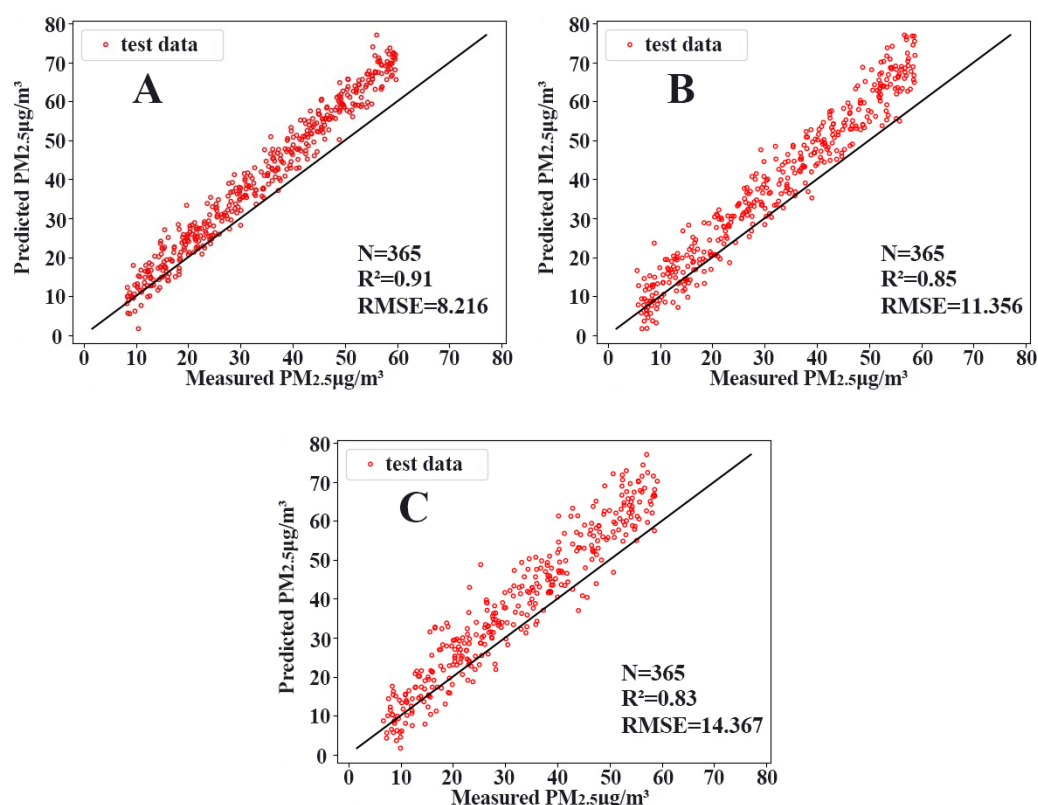 80
70
60
50
40
30
20
10
0
Predicted PM2.5μg/m³
test data
A
N=365
R²=0.91
RMSE=8.216
0 10 20 30 40 50 60 70 80
Measured PM2.5μg/m³
80
70
60
50
40
30
20
10
0
Predicted PM2.5μg/m³
test data
B
N=365
R²=0.85
RMSE=11.356
0 10 20 30 40 50 60 70 80
Measured PM2.5μg/m³
80
70
60
50
40
30
20
10
0
Predicted PM2.5μg/m³
test data
C
N=365
R²=0.83
RMSE=14.367
0 10 20 30 40 50 60 70 80
Measured PM2.5μg/m³